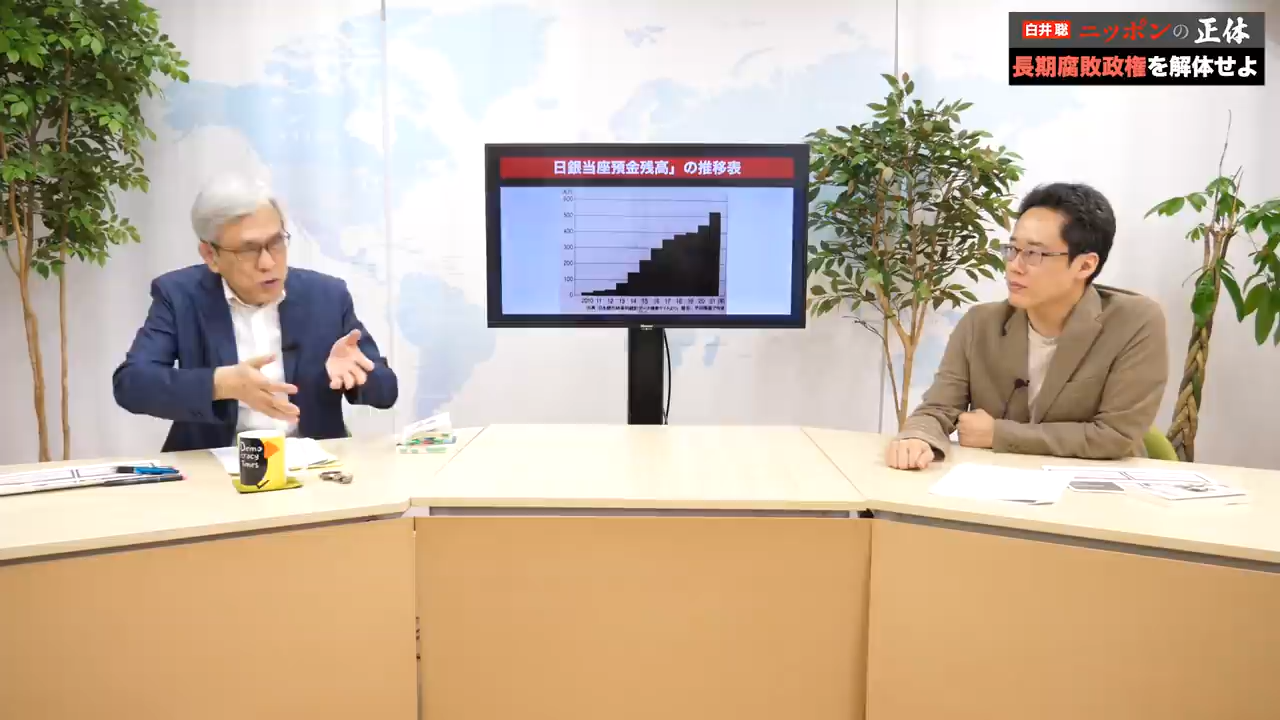 白井聡 ニッポンの正体
長期腐敗政権を解体せよ
日銀当座預金残高」の推移表
600
500
400
300
200
100
0
2010 11 12 13 14 15 16 17 18 19 20 21(年)
Democracy
Times